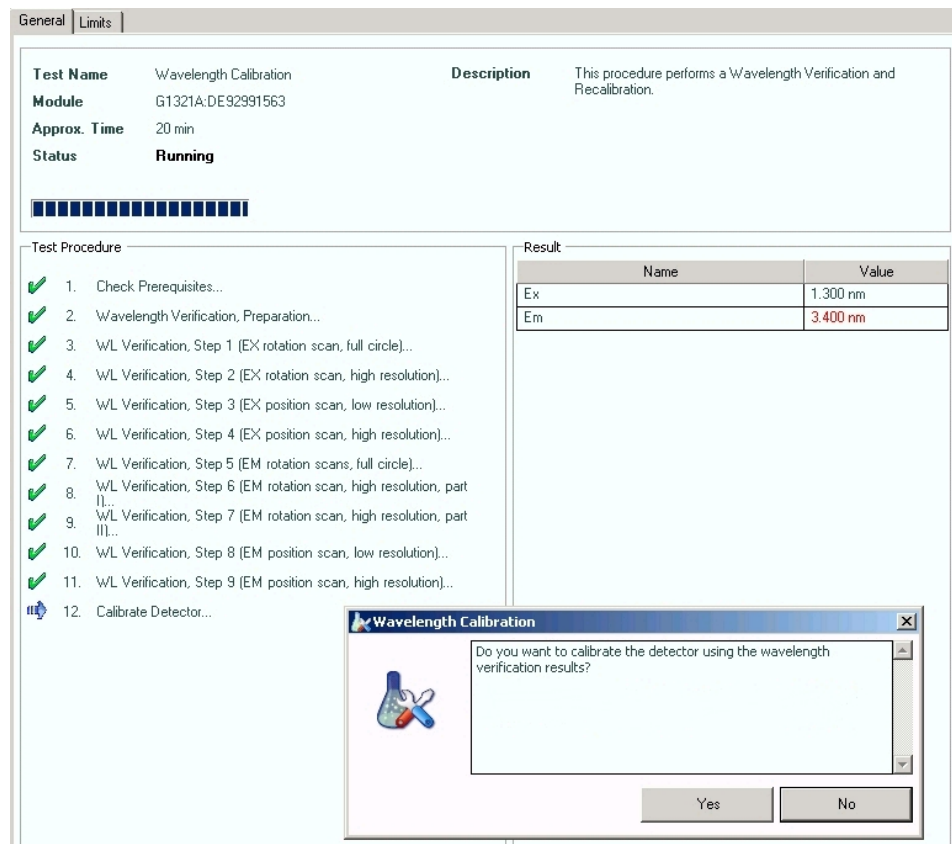 General Limits
Test Name Wavelength Calibration Description This procedure performs a Wavelength Verification and
Recalibration.
Module G1321A:DE92991563
Approx. Time 20 min
Status Running
Test Procedure
1. Check Prerequisites...
2. Wavelength Verification, Preparation...
3. WL Verification, Step 1 (EX rotation scan, full circle)...
4. WL Verification, Step 2 (EX rotation scan, high resolution)...
5. WL Verification, Step 3 (EX position scan, low resolution)...
6. WL Verification, Step 4 (EX position scan, high resolution)...
7. WL Verification, Step 5 (EM rotation scans, full circle)...
8. WL Verification, Step 6 (EM rotation scan, high resolution, part
I)...
9. WL Verification, Step 7 (EM rotation scan, high resolution, part
II)...
10. WL Verification, Step 8 (EM position scan, low resolution)...
11. WL Verification, Step 9 (EM position scan, high resolution)...
12. Calibrate Detector...
Result
Name Value
Ex 1.300 nm
Em 3.400 nm
Wavelength Calibration
Do you want to calibrate the detector using the wavelength
verification results?
Yes No